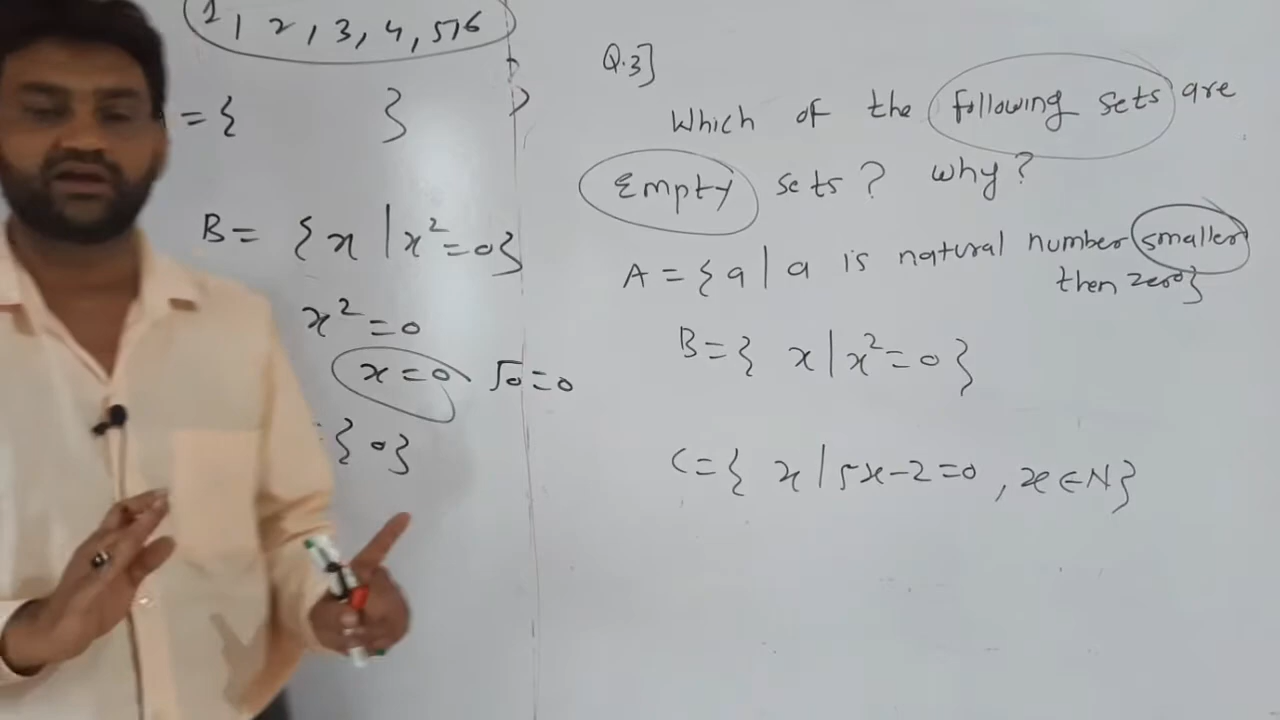 1, 2, 3, 4, 5, 6
= { }
B = { x | x² = 0 }
x² = 0
x = 0 √0 = 0
= { 0 }
Q.3]
Which of the following sets are
Empty sets? why?
A = { a | a is natural number smaller
then zero }
B = { x | x² = 0 }
C = { x | 5x - 2 = 0 , x ∈ N }